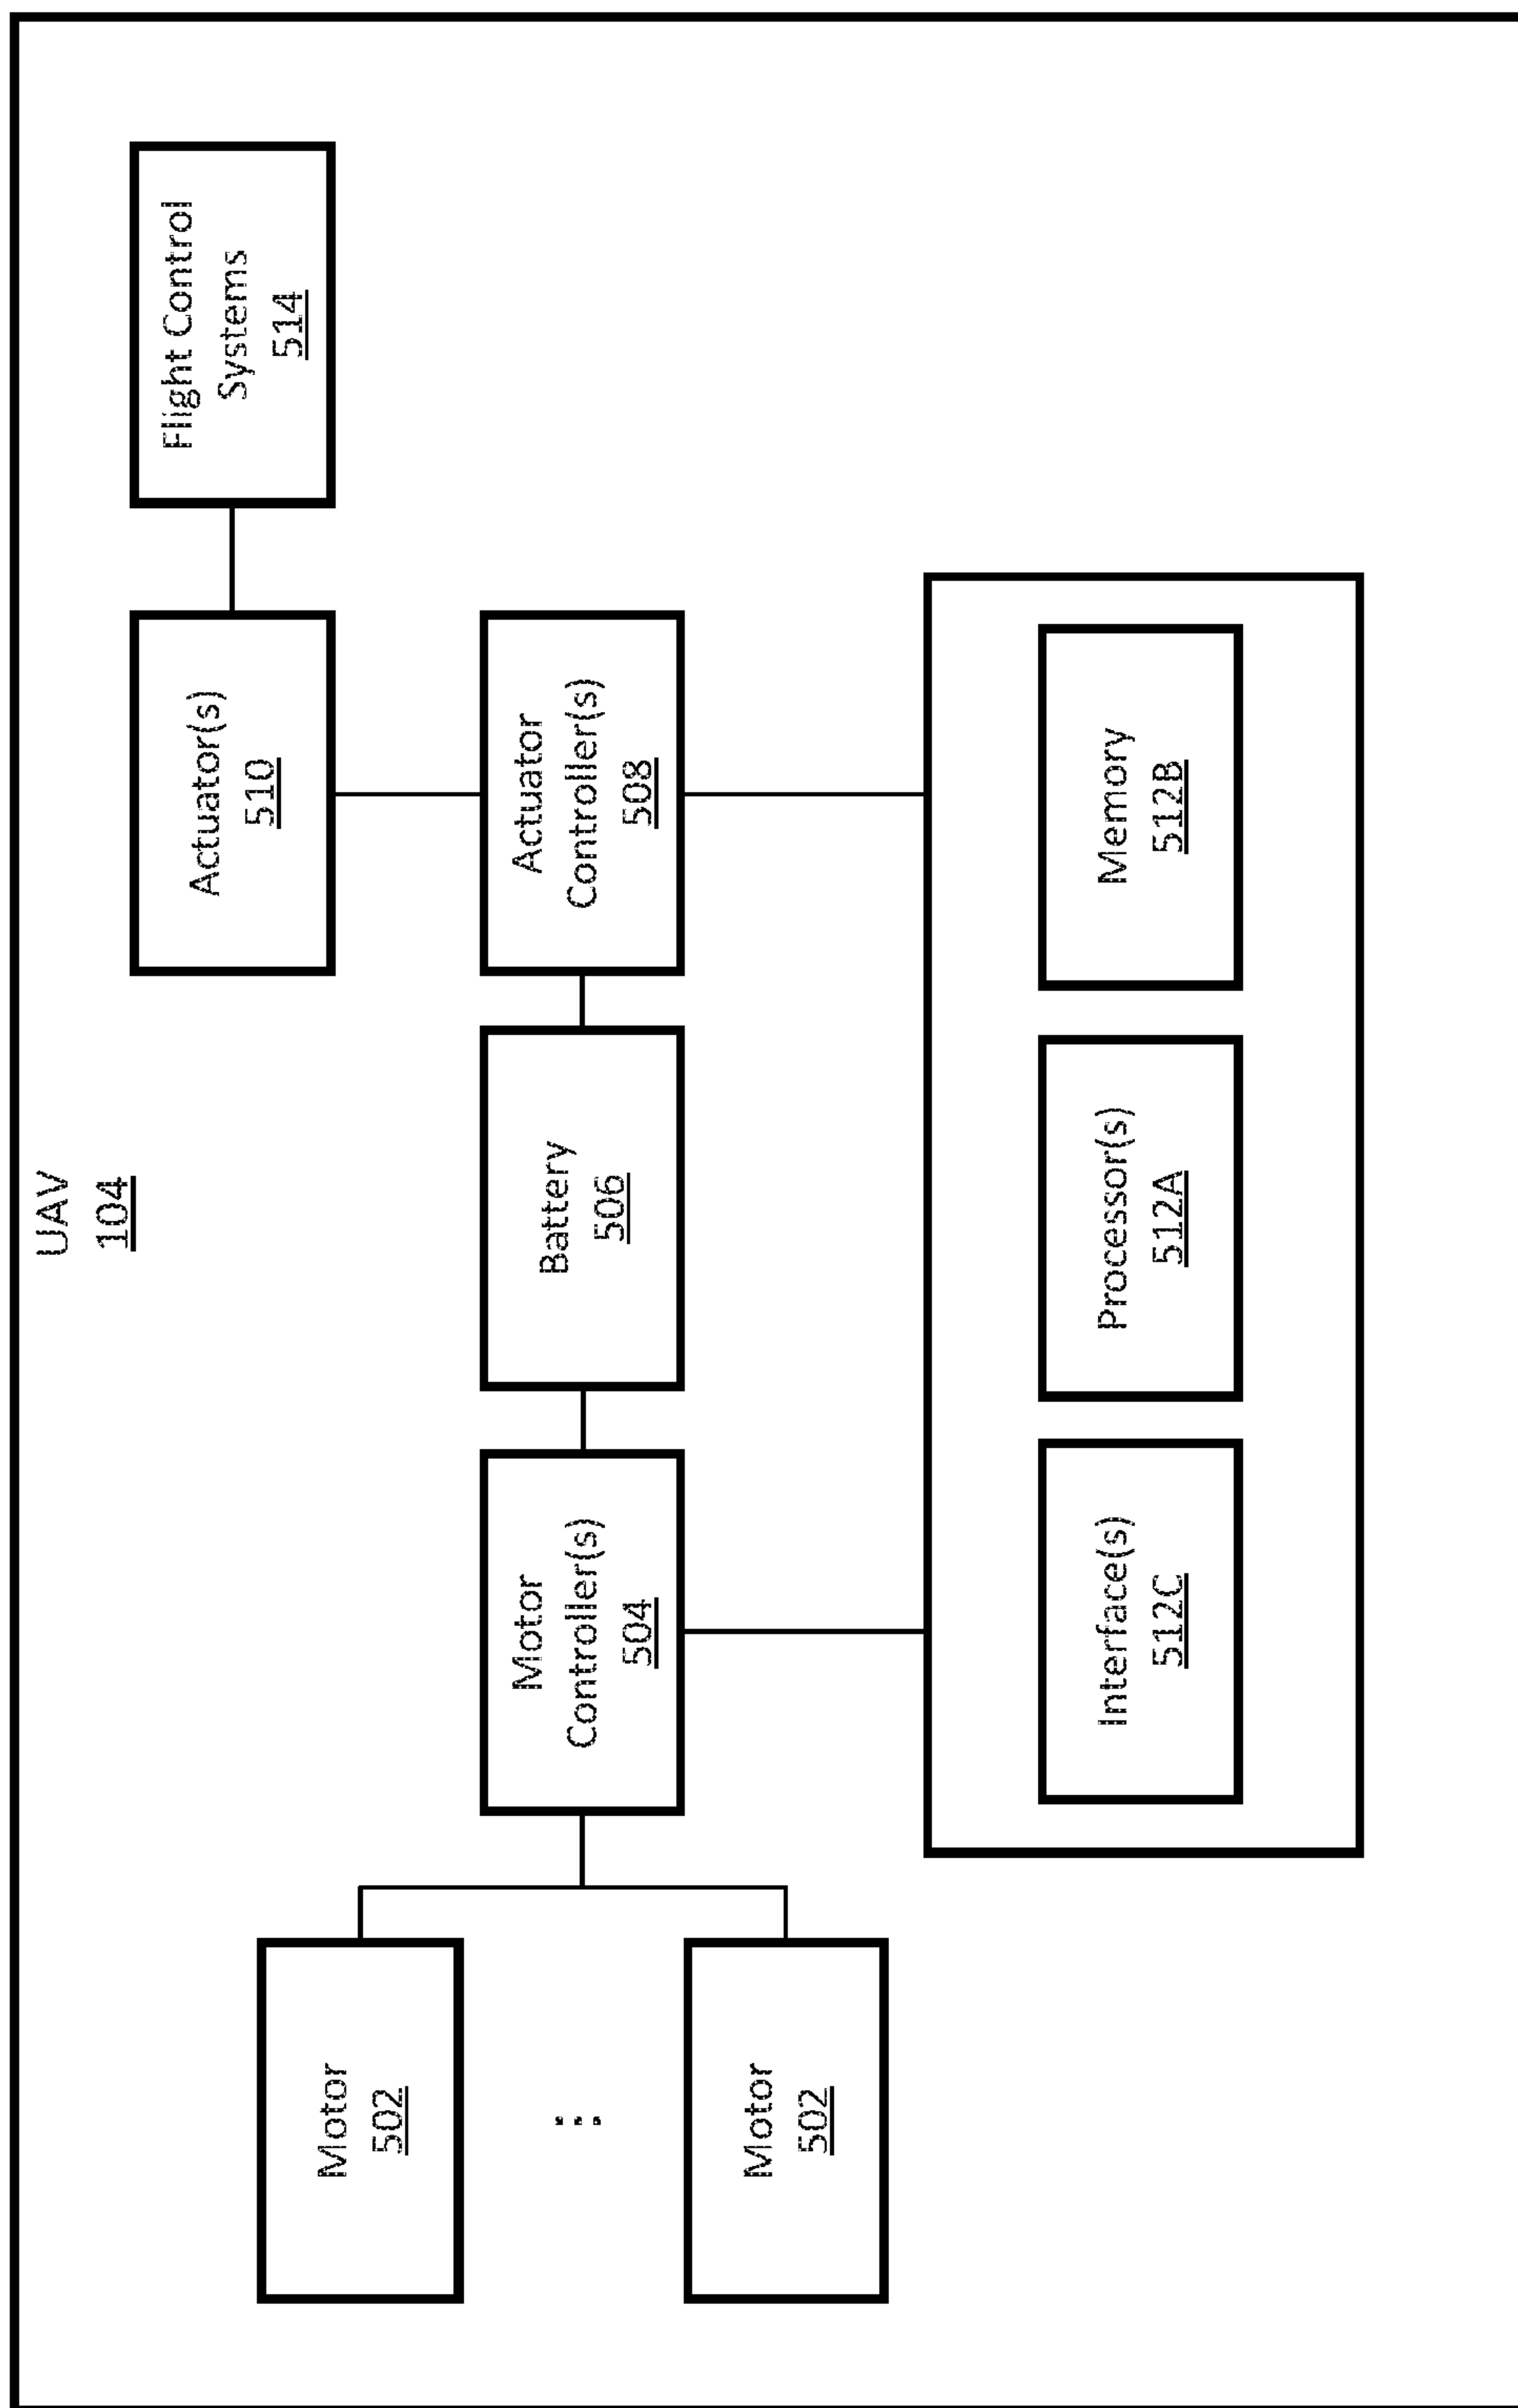 UAV
104
Motor
502
...
Motor
502
Motor
Controller(s)
504
Battery
506
Actuator
Controller(s)
508
Actuator(s)
510
Flight Control
Systems
514
Interface(s)
512C
Processor(s)
512A
Memory
512B